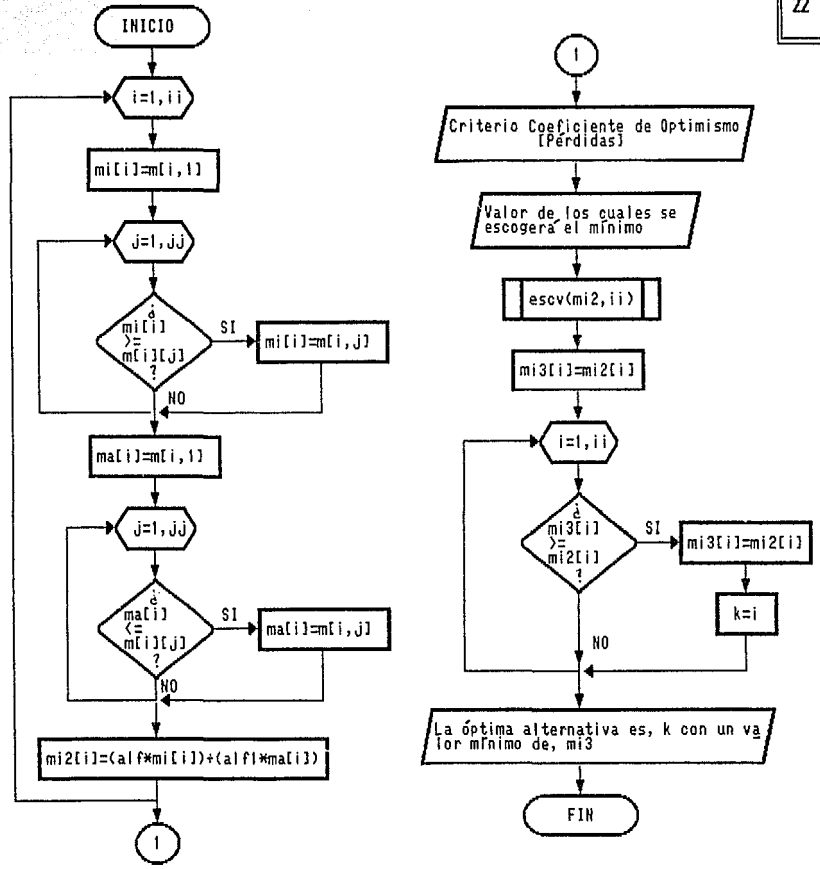 22
INICIO
i=1,ii
mi[i]=m[i,1]
j=1,jj
¿
mi[i]
>=
m[i][j]
?
SI
mi[i]=m[i,j]
NO
ma[i]=m[i,1]
j=1,jj
¿
ma[i]
<=
m[i][j]
?
SI
ma[i]=m[i,j]
NO
mi2[i]=(alf*mi[i])+(alf1*ma[i])
1
1
Criterio Coeficiente de Optimismo
[Pérdidas]
Valor de los cuales se
escogerá el mínimo
escv(mi2,ii)
mi3[i]=mi2[i]
i=1,ii
¿
mi3[i]
>=
mi2[i]
?
SI
mi3[i]=mi2[i]
k=i
NO
La óptima alternativa es, k con un va
lor mínimo de, mi3
FIN